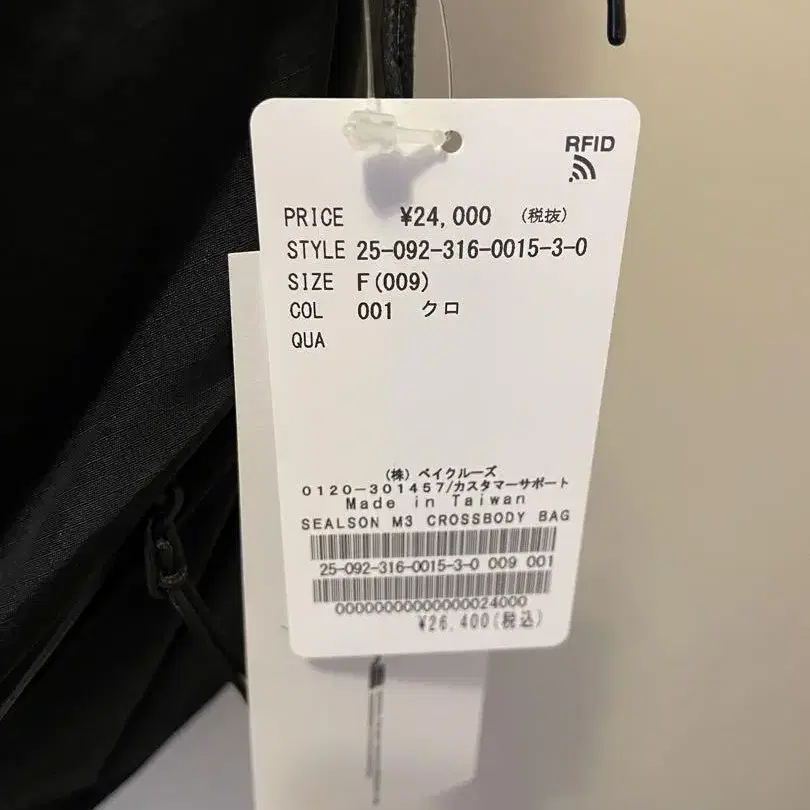 RFID
PRICE ¥24,000 (税抜)
STYLE 25-092-316-0015-3-0
SIZE F(009)
COL 001 クロ
QUA
(株) ベイクルーズ
0120-301457/カスタマーサポート
Made in Taiwan
SEALSON M3 CROSSBODY BAG
25-092-316-0015-3-0 009 001
00000000000000024000
¥26,400(税込)